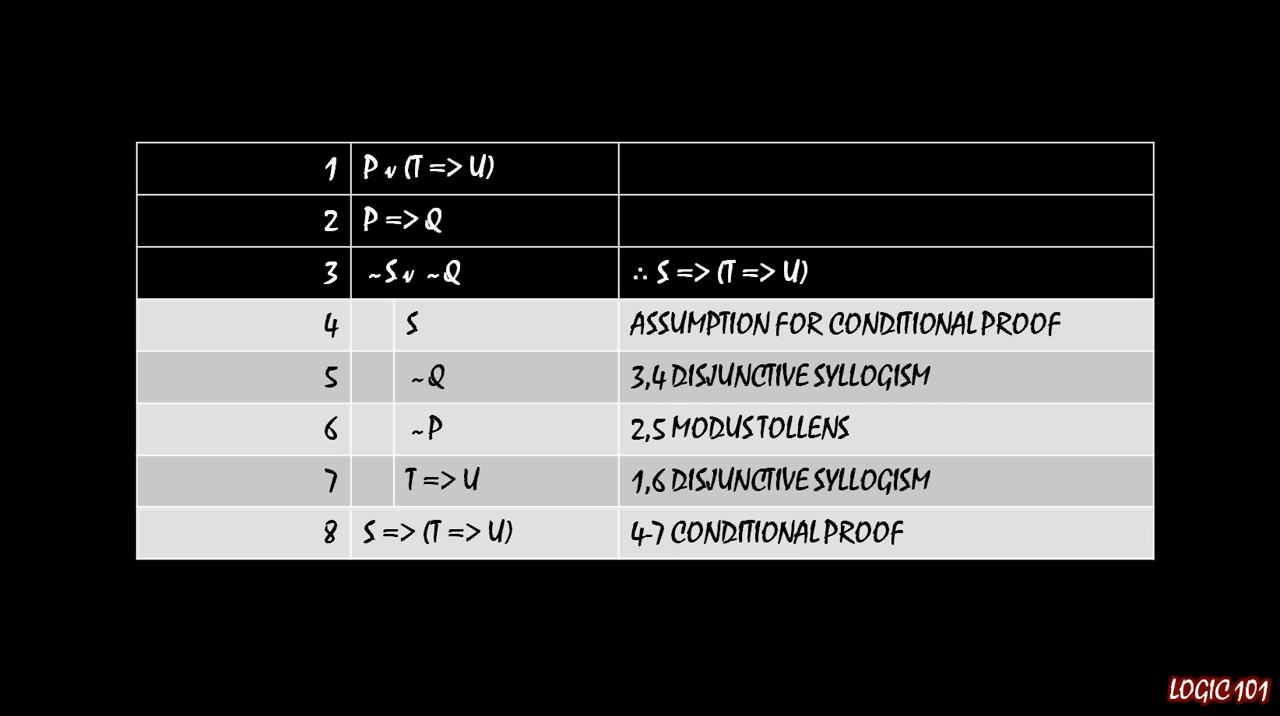 1 P v (T => U)
2 P => Q
3 ~S v ~Q ∴ S => (T => U)
4 S ASSUMPTION FOR CONDITIONAL PROOF
5 ~Q 3,4 DISJUNCTIVE SYLLOGISM
6 ~P 2,5 MODUS TOLLENS
7 T => U 1,6 DISJUNCTIVE SYLLOGISM
8 S => (T => U) 4-7 CONDITIONAL PROOF
LOGIC 101